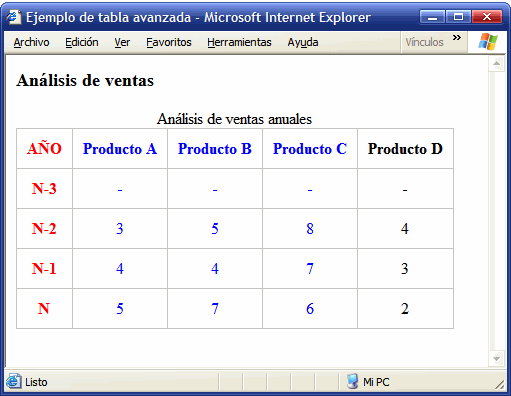 Ejemplo de tabla avanzada - Microsoft Internet Explorer
Archivo Edición Ver Favoritos Herramientas Ayuda Vínculos »
Análisis de ventas
Análisis de ventas anuales
AÑO Producto A Producto B Producto C Producto D
N-3 - - - -
N-2 3 5 8 4
N-1 4 4 7 3
N 5 7 6 2
Listo Mi PC